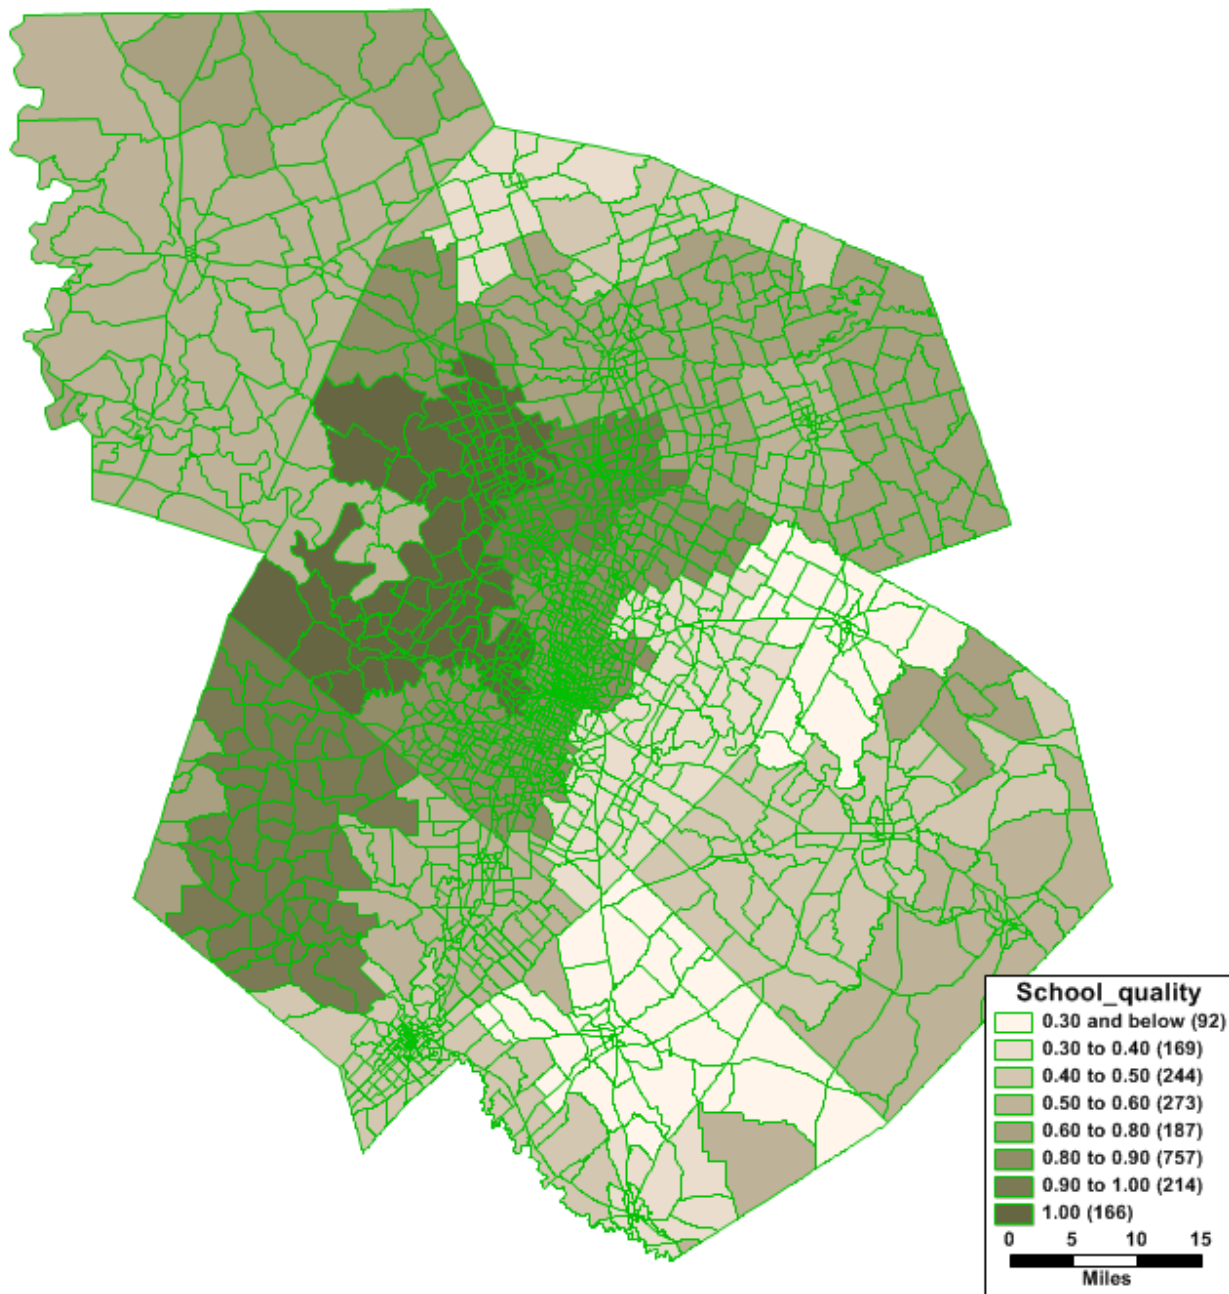 School_quality
0.30 and below (92)
0.30 to 0.40 (169)
0.40 to 0.50 (244)
0.50 to 0.60 (273)
0.60 to 0.80 (187)
0.80 to 0.90 (757)
0.90 to 1.00 (214)
1.00 (166)
0 5 10 15
Miles